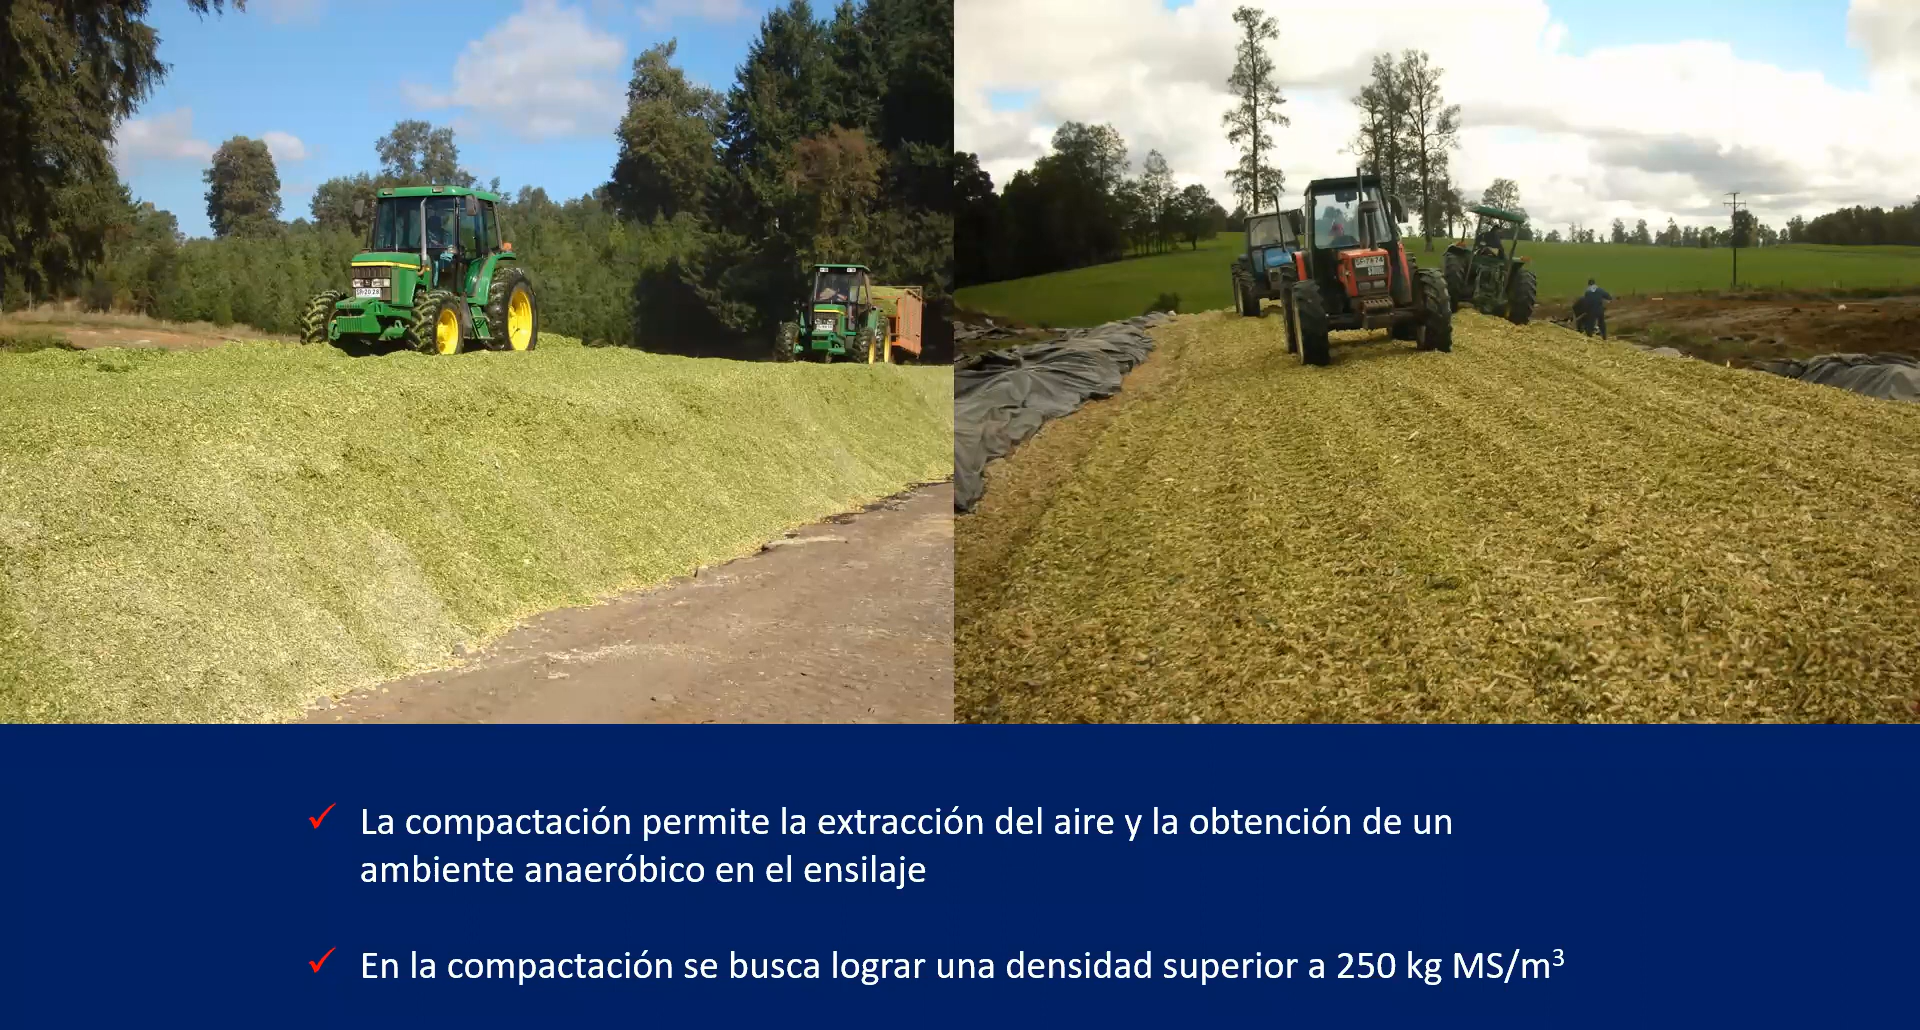 La compactación permite la extracción del aire y la obtención de un
ambiente anaeróbico en el ensilaje
En la compactación se busca lograr una densidad superior a 250 kg MS/m³